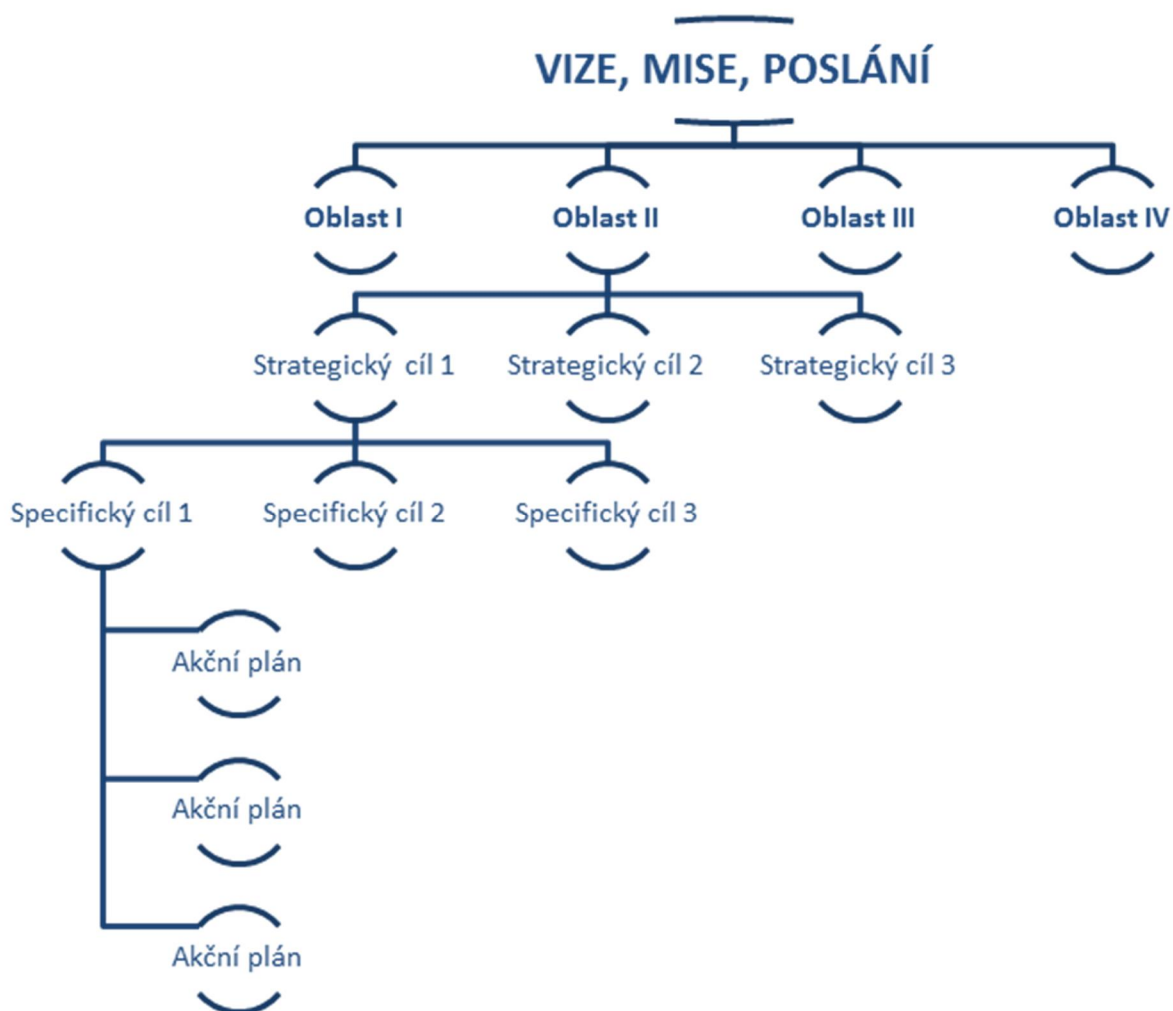 VIZE, MISE, POSLÁNÍ
Oblast I
Oblast II
Oblast III
Oblast IV
Strategický cíl 1
Strategický cíl 2
Strategický cíl 3
Specifický cíl 1
Specifický cíl 2
Specifický cíl 3
Akční plán
Akční plán
Akční plán